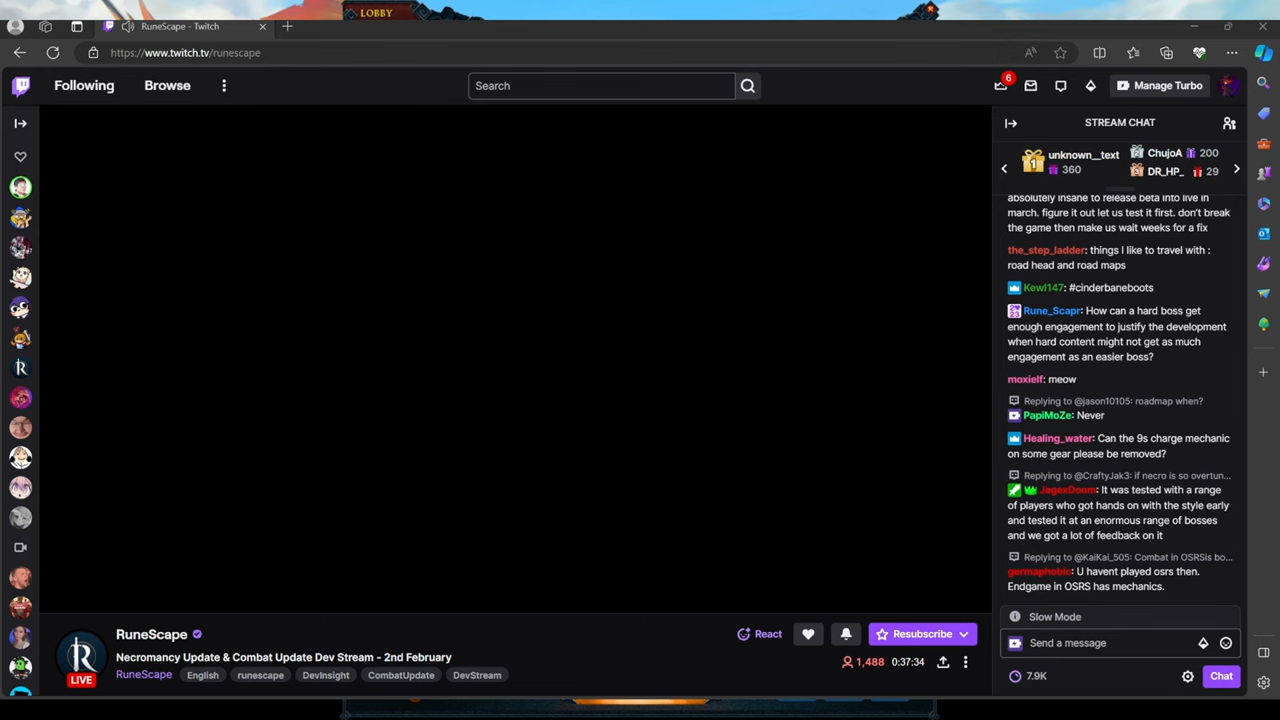 LOBBY
RuneScape - Twitch
https://www.twitch.tv/runescape
Following
Browse
Search
6
Manage Turbo
STREAM CHAT
1
unknown__text
360
2 ChujoA 200
3 DR_HP_ 29
absolutely insane to release beta into live in
march. figure it out let us test it first. don't break
the game then make us wait weeks for a fix
the_step_ladder: things I like to travel with :
road head and road maps
Kewl147: #cinderbaneboots
Rune_Scapr: How can a hard boss get
enough engagement to justify the development
when hard content might not get as much
engagement as an easier boss?
moxielf: meow
Replying to @jason10105: roadmap when?
PapiMoZe: Never
Healing_water: Can the 9s charge mechanic
on some gear please be removed?
Replying to @CraftyJak3: if necro is so overtun...
JagexDoom: It was tested with a range
of players who got hands on with the style early
and tested it at an enormous range of bosses
and we got a lot of feedback on it
Replying to @KaiKai_505: Combat in OSRSis bo...
germaphobic: U havent played osrs then.
Endgame in OSRS has mechanics.
Slow Mode
Send a message
7.9K
Chat
LIVE
RuneScape
Necromancy Update & Combat Update Dev Stream - 2nd February
RuneScape
English
runescape
DevInsight
CombatUpdate
DevStream
React
Resubscribe
1,488
0:37:34